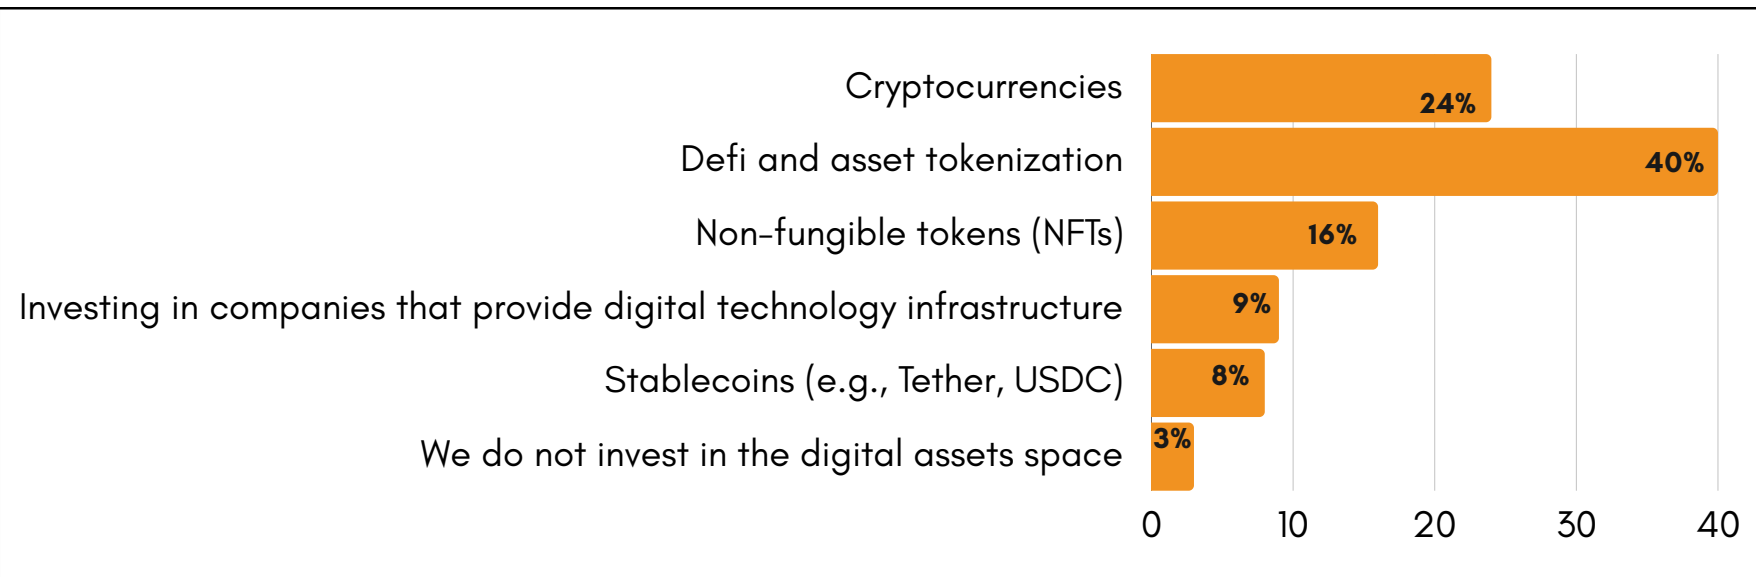 Cryptocurrencies 24%
Defi and asset tokenization 40%
Non-fungible tokens (NFTs) 16%
Investing in companies that provide digital technology infrastructure 9%
Stablecoins (e.g., Tether, USDC) 8%
We do not invest in the digital assets space 3%
0 10 20 30 40